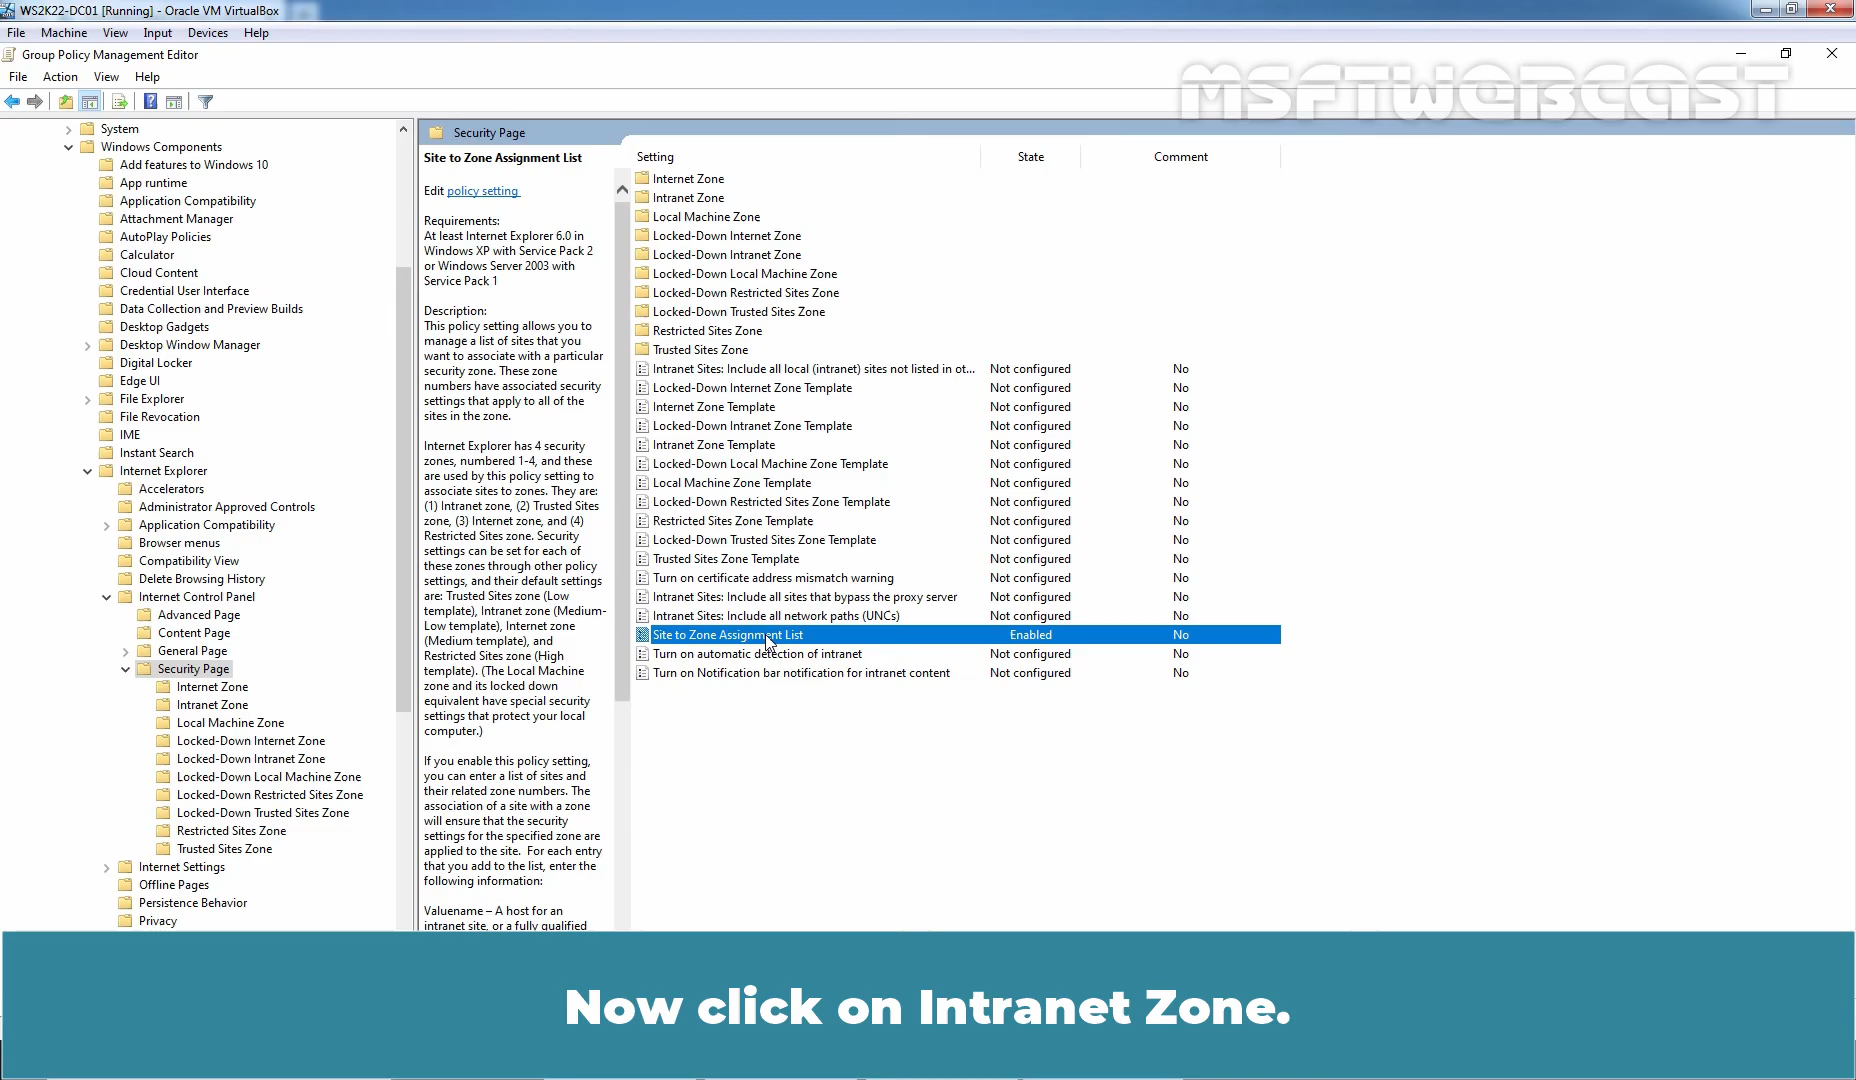 WS2K22-DC01 [Running] - Oracle VM VirtualBox
File Machine View Input Devices Help
Group Policy Management Editor
File Action View Help
MSFTWEBCAST
System
Windows Components
Add features to Windows 10
App runtime
Application Compatibility
Attachment Manager
AutoPlay Policies
Calculator
Cloud Content
Credential User Interface
Data Collection and Preview Builds
Desktop Gadgets
Desktop Window Manager
Digital Locker
Edge UI
File Explorer
File Revocation
IME
Instant Search
Internet Explorer
Accelerators
Administrator Approved Controls
Application Compatibility
Browser menus
Compatibility View
Delete Browsing History
Internet Control Panel
Advanced Page
Content Page
General Page
Security Page
Internet Zone
Intranet Zone
Local Machine Zone
Locked-Down Internet Zone
Locked-Down Intranet Zone
Locked-Down Local Machine Zone
Locked-Down Restricted Sites Zone
Locked-Down Trusted Sites Zone
Restricted Sites Zone
Trusted Sites Zone
Internet Settings
Offline Pages
Persistence Behavior
Privacy
Security Page
Site to Zone Assignment List
Edit policy setting
Requirements:
At least Internet Explorer 6.0 in
Windows XP with Service Pack 2
or Windows Server 2003 with
Service Pack 1
Description:
This policy setting allows you to
manage a list of sites that you
want to associate with a particular
security zone. These zone
numbers have associated security
settings that apply to all of the
sites in the zone.
Internet Explorer has 4 security
zones, numbered 1-4, and these
are used by this policy setting to
associate sites to zones. They are:
(1) Intranet zone, (2) Trusted Sites
zone, (3) Internet zone, and (4)
Restricted Sites zone. Security
settings can be set for each of
these zones through other policy
settings, and their default settings
are: Trusted Sites zone (Low
template), Intranet zone (Medium-
Low template), Internet zone
(Medium template), and
Restricted Sites zone (High
template). (The Local Machine
zone and its locked down
equivalent have special security
settings that protect your local
computer.)
If you enable this policy setting,
you can enter a list of sites and
their related zone numbers. The
association of a site with a zone
will ensure that the security
settings for the specified zone are
applied to the site.  For each entry
that you add to the list, enter the
following information:
Valuename – A host for an
intranet site, or a fully qualified
Setting State Comment
Internet Zone
Intranet Zone
Local Machine Zone
Locked-Down Internet Zone
Locked-Down Intranet Zone
Locked-Down Local Machine Zone
Locked-Down Restricted Sites Zone
Locked-Down Trusted Sites Zone
Restricted Sites Zone
Trusted Sites Zone
Intranet Sites: Include all local (intranet) sites not listed in ot... Not configured No
Locked-Down Internet Zone Template Not configured No
Internet Zone Template Not configured No
Locked-Down Intranet Zone Template Not configured No
Intranet Zone Template Not configured No
Locked-Down Local Machine Zone Template Not configured No
Local Machine Zone Template Not configured No
Locked-Down Restricted Sites Zone Template Not configured No
Restricted Sites Zone Template Not configured No
Locked-Down Trusted Sites Zone Template Not configured No
Trusted Sites Zone Template Not configured No
Turn on certificate address mismatch warning Not configured No
Intranet Sites: Include all sites that bypass the proxy server Not configured No
Intranet Sites: Include all network paths (UNCs) Not configured No
Site to Zone Assignment List Enabled No
Turn on automatic detection of intranet Not configured No
Turn on Notification bar notification for intranet content Not configured No
Now click on Intranet Zone.